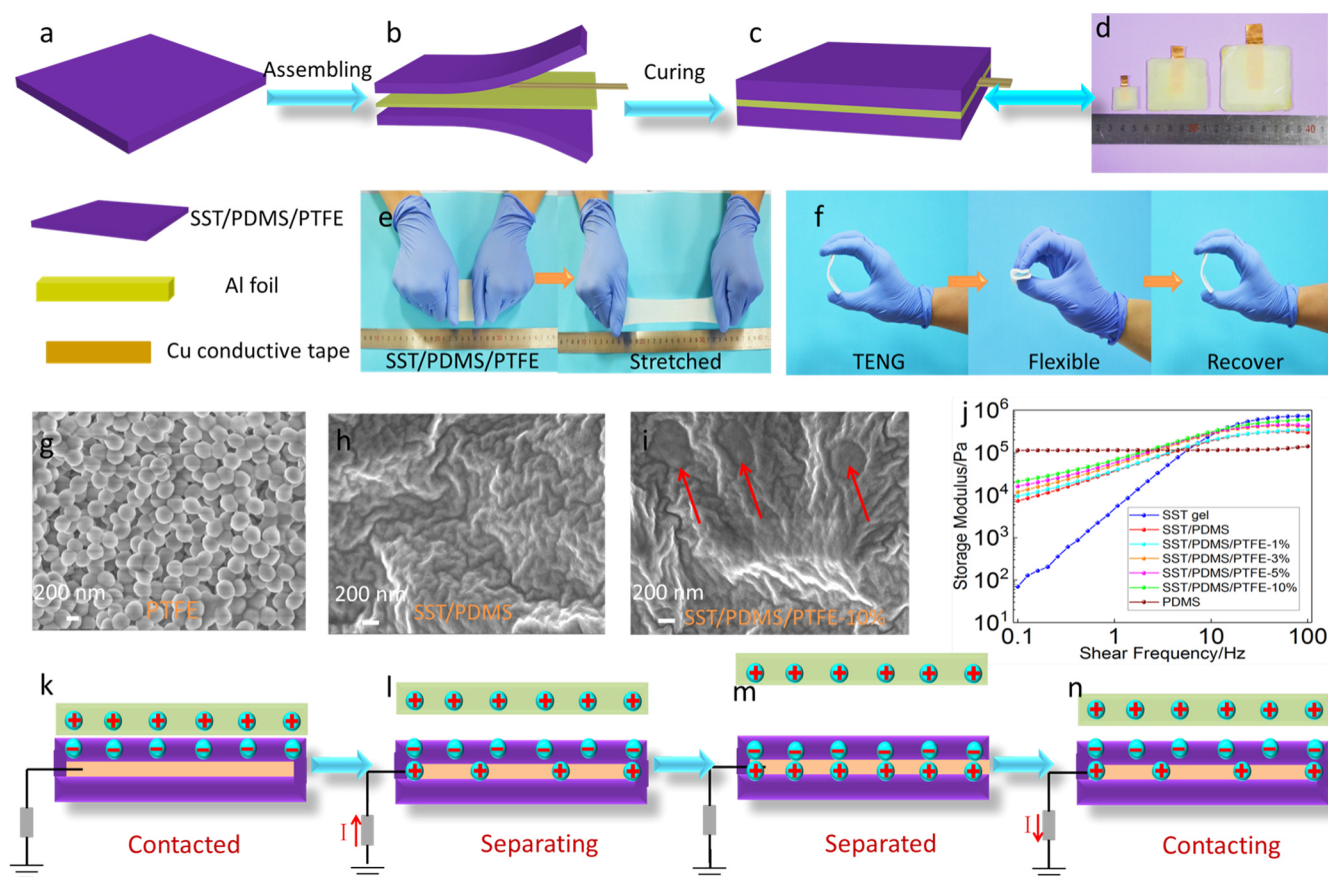 a
b
c
d
Assembling
Curing
SST/PDMS/PTFE
Al foil
Cu conductive tape
e
SST/PDMS/PTFE
Stretched
f
TENG
Flexible
Recover
g
200 nm
PTFE
h
200 nm
SST/PDMS
i
200 nm
SST/PDMS/PTFE-10%
j
Storage Modulus/Pa
10⁶
10⁵
10⁴
10³
10²
10¹
SST gel
SST/PDMS
SST/PDMS/PTFE-1%
SST/PDMS/PTFE-3%
SST/PDMS/PTFE-5%
SST/PDMS/PTFE-10%
PDMS
0.1 1 10 100
Shear Frequency/Hz
k
Contacted
l
I
Separating
m
Separated
n
I
Contacting